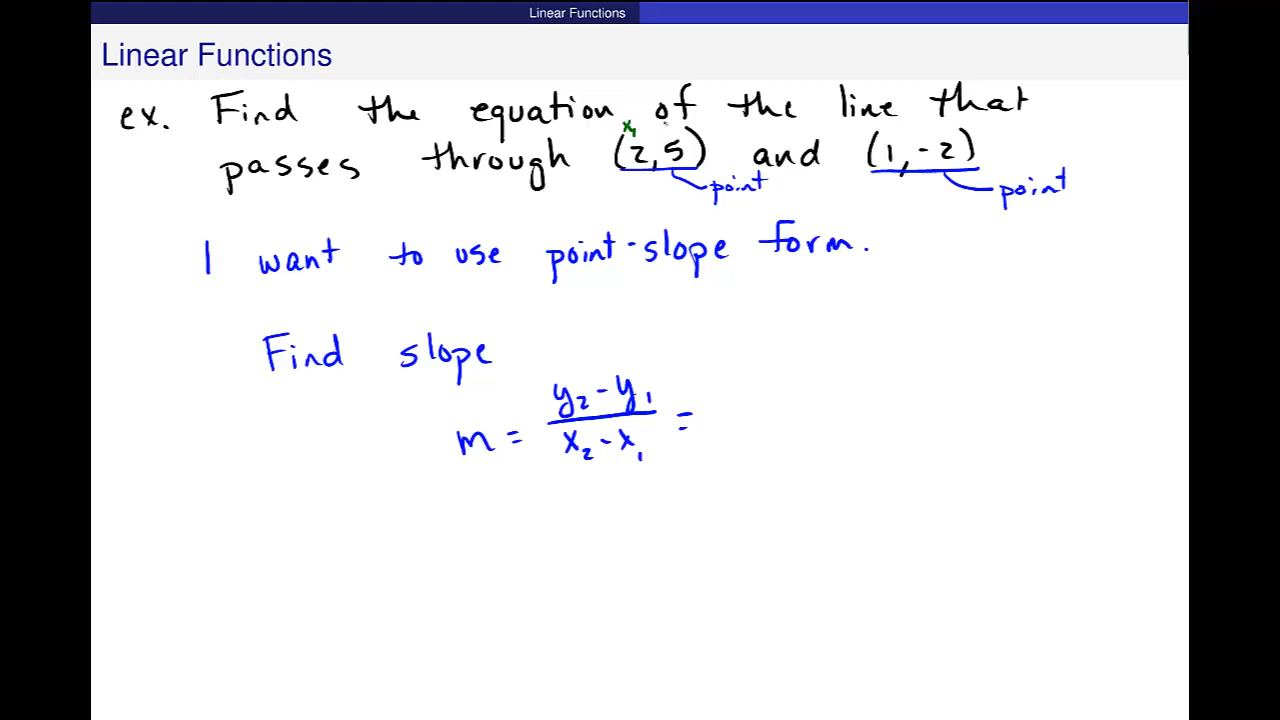 Linear Functions
Linear Functions
ex. Find the equation of the line that
x₁
passes through (2,5) and (1,-2)
point point
I want to use point-slope form.
Find slope
m = (y₂ - y₁)/(x₂ - x₁) =